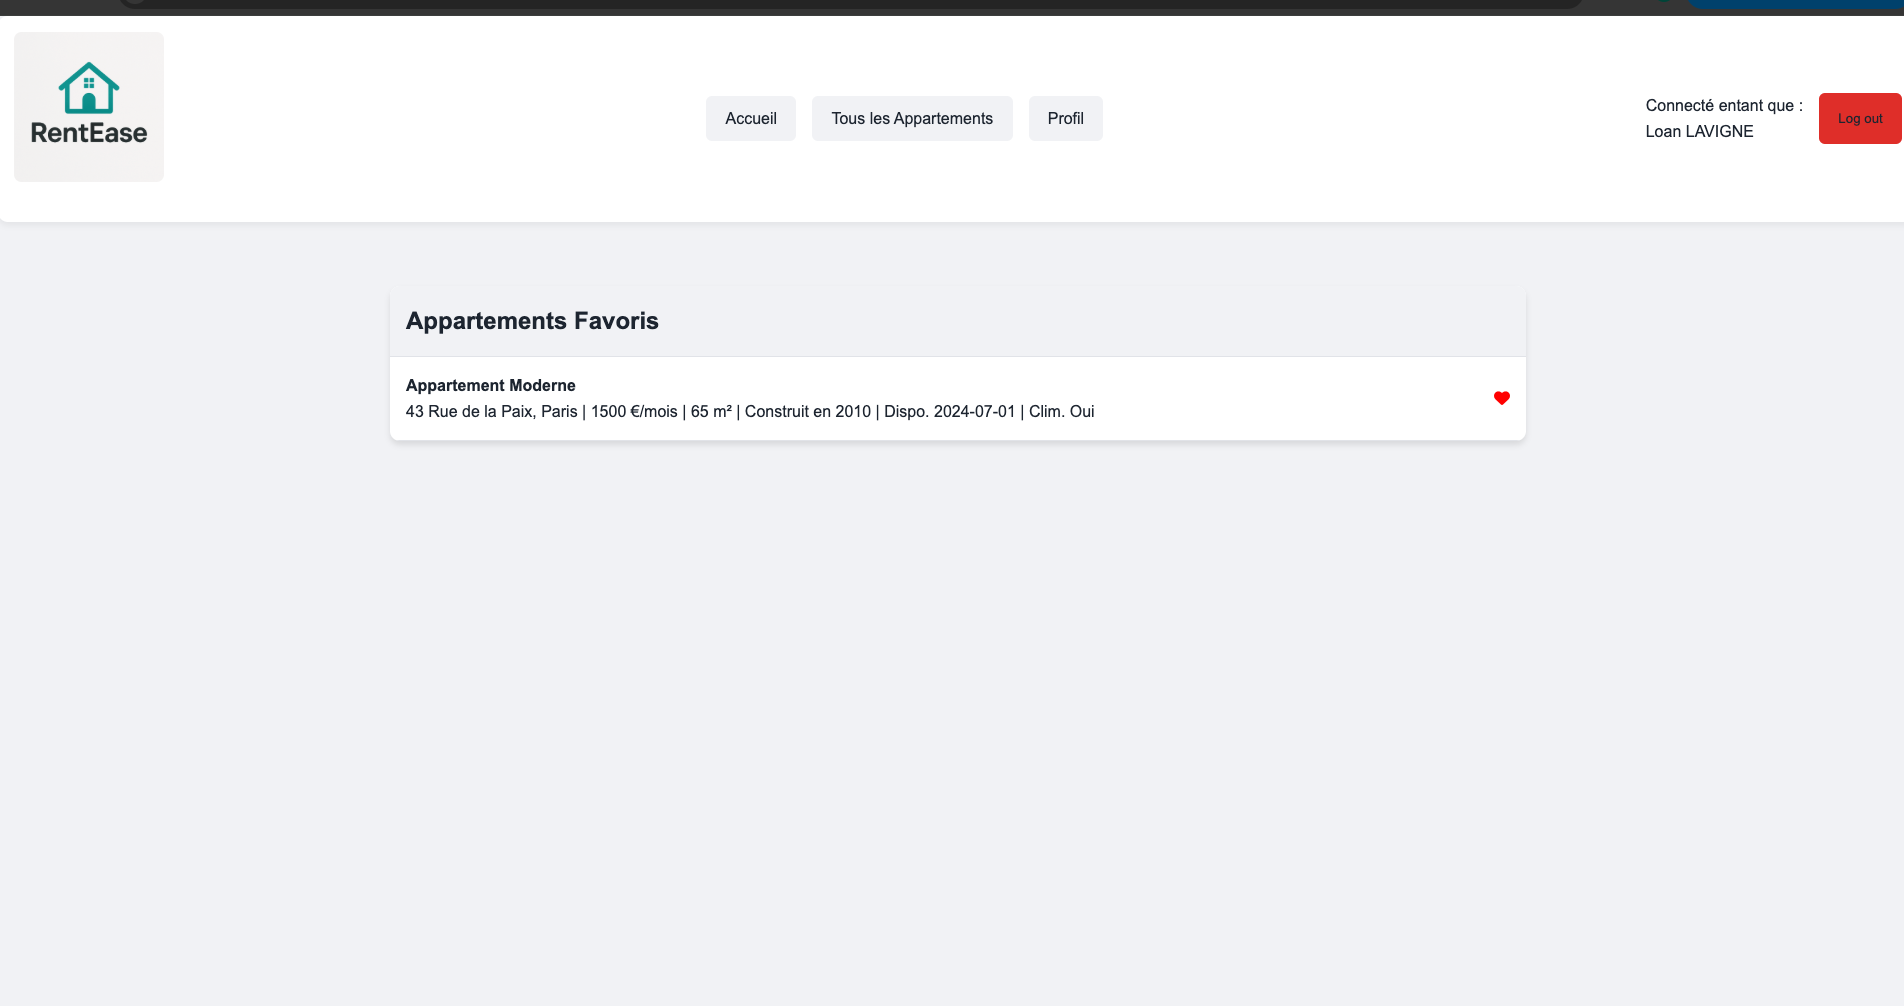 RentEase
Accueil
Tous les Appartements
Profil
Connecté entant que :
Loan LAVIGNE
Log out
Appartements Favoris
Appartement Moderne
43 Rue de la Paix, Paris | 1500 €/mois | 65 m² | Construit en 2010 | Dispo. 2024-07-01 | Clim. Oui